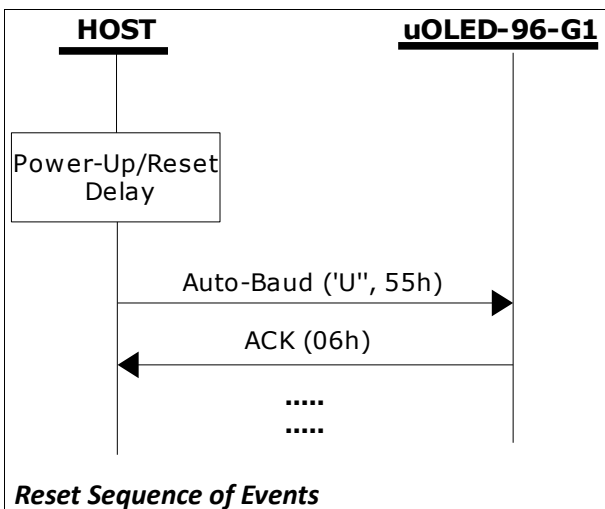 HOST
uOLED-96-G1
Power-Up/Reset
Delay
Auto-Baud ('U", 55h)
ACK (06h)
.....
.....
Reset Sequence of Events